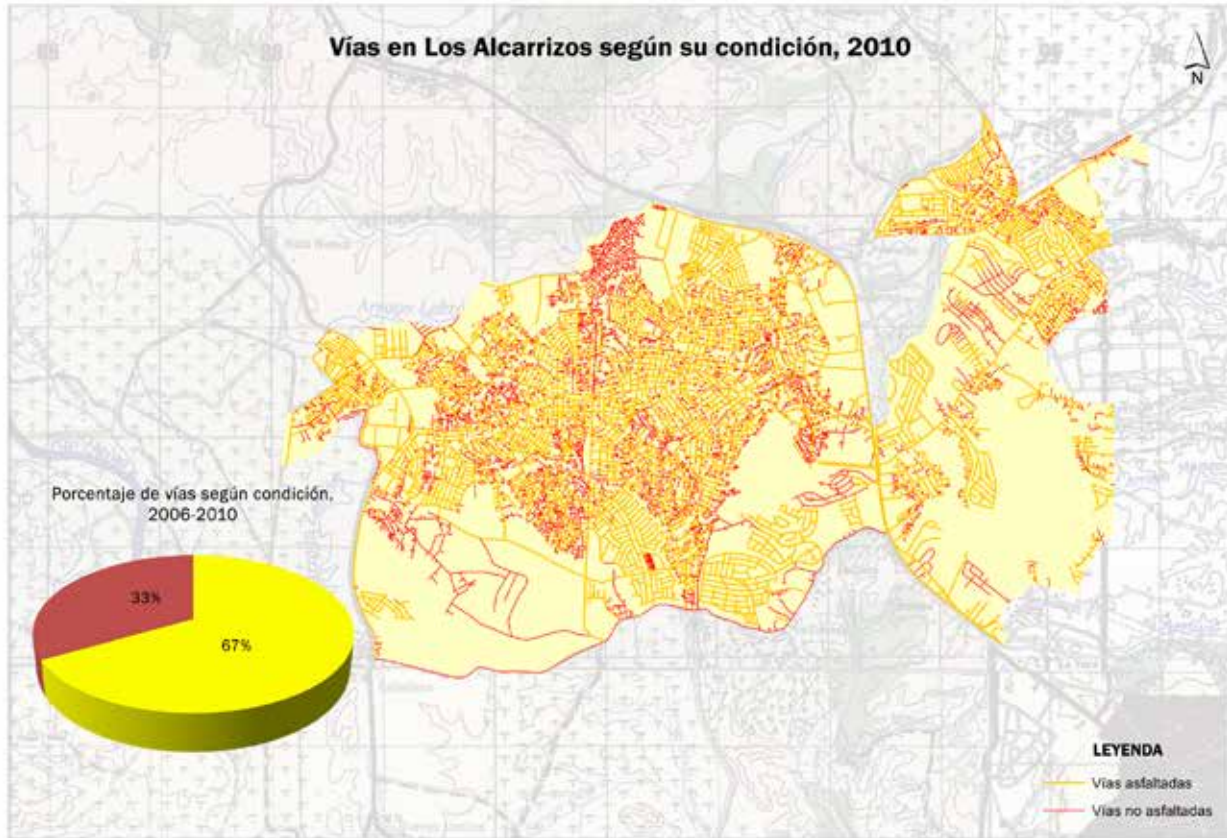 Vías en Los Alcarrizos según su condición, 2010
N
Porcentaje de vías según condición,
2006-2010
33%
67%
LEYENDA
Vías asfaltadas
Vías no asfaltadas